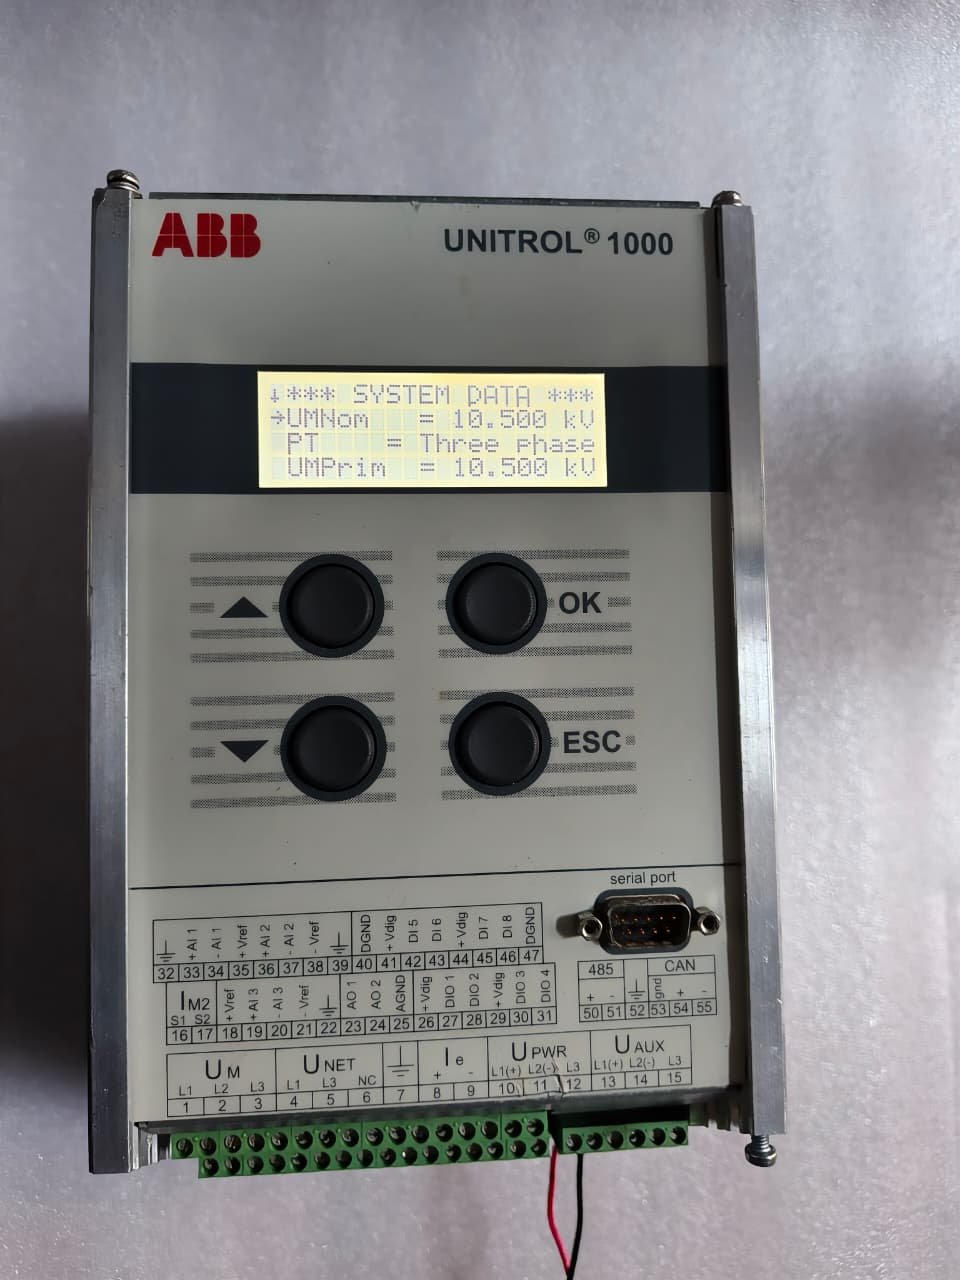 ABB
UNITROL® 1000
↓*** SYSTEM DATA ***
→UMNom = 10.500 kV
PT = Three phase
UMPrim = 10.500 kV
▲ OK
▼ ESC
serial port
+ AI 1 - AI 1 + Vref + AI 2 - AI 2 - Vref DGND + Vdig DI 5 DI 6 + Vdig DI 7 DI 8 DGND
32 33 34 35 36 37 38 39 40 41 42 43 44 45 46 47
IM2 + Vref + AI 3 - AI 3 - Vref AO 1 AO 2 AGND + Vdig DIO 1 DIO 2 + Vdig DIO 3 DIO 4
S1 S2
16 17 18 19 20 21 22 23 24 25 26 27 28 29 30 31
485 CAN
+ - gnd + -
50 51 52 53 54 55
UM UNET Ie UPWR UAUX
L1 L2 L3 L1 L3 NC + - L1(+) L2(-) L3 L1(+) L2(-) L3
1 2 3 4 5 6 7 8 9 10 11 12 13 14 15